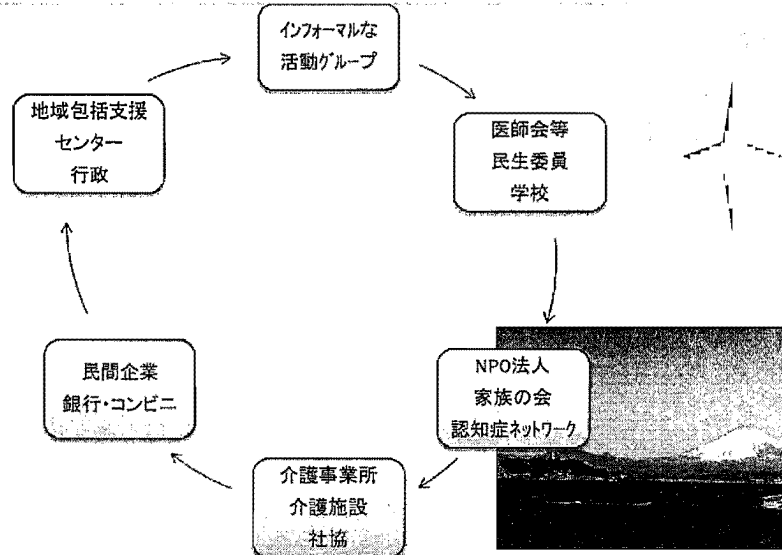 インフォーマルな
活動グループ
医師会等
民生委員
学校
NPO法人
家族の会
認知症ネットワーク
介護事業所
介護施設
社協
民間企業
銀行・コンビニ
地域包括支援
センター
行政